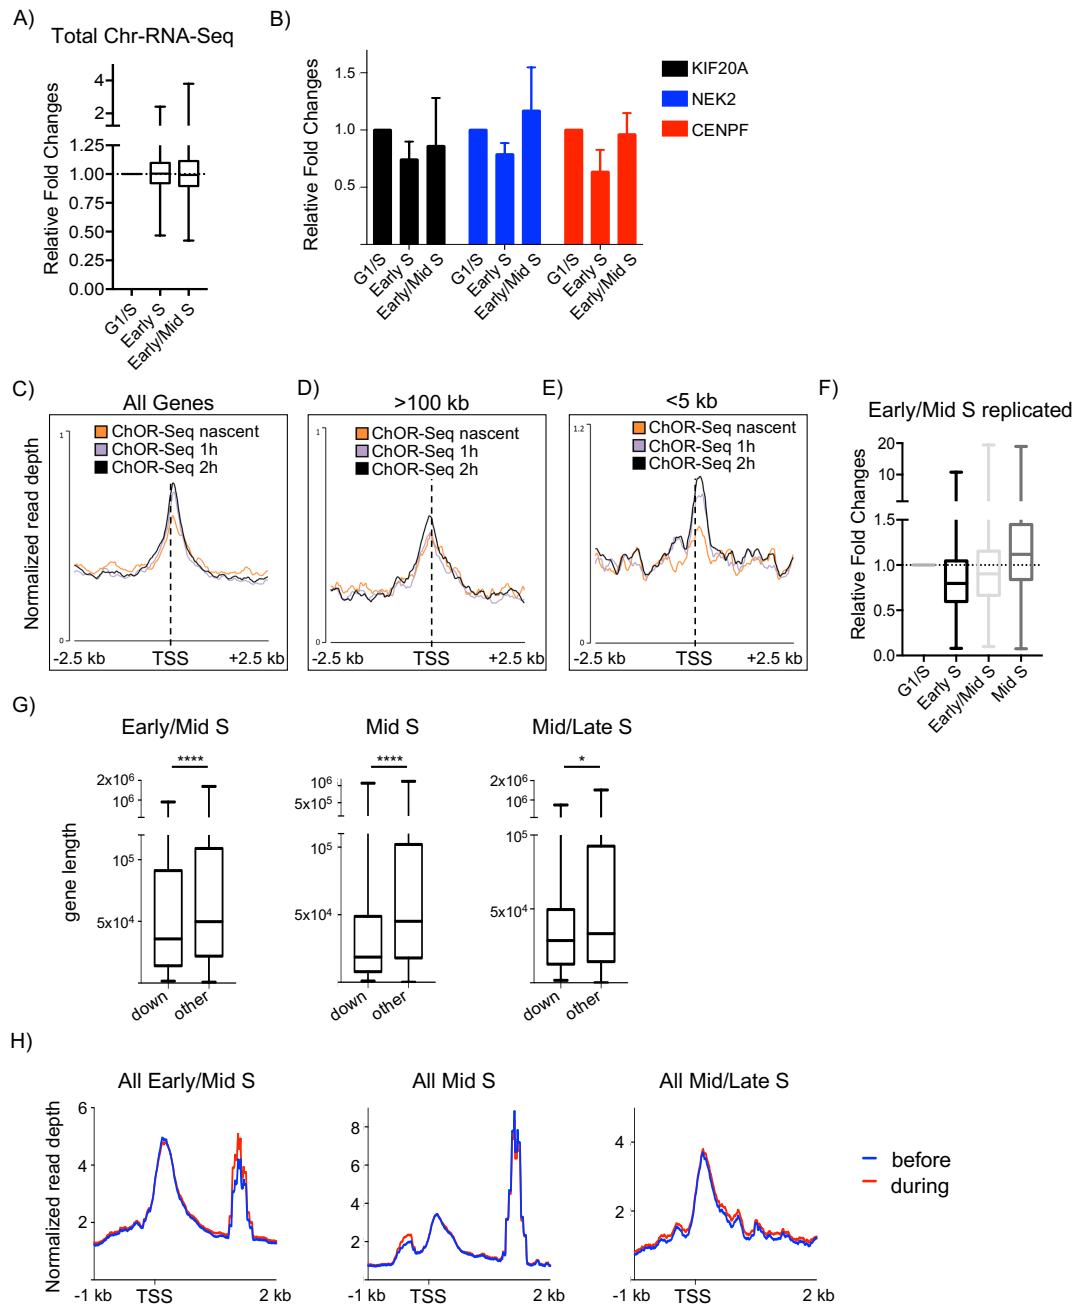 A)
Total Chr-RNA-Seq
Relative Fold Changes
4
2
1.25
1.00
0.75
0.50
0.25
0.00
G1/S
Early S
Early/Mid S
B)
Relative Fold Changes
1.5
1.0
0.5
G1/S
Early S
Early/Mid S
G1/S
Early S
Early/Mid S
G1/S
Early S
Early/Mid S
KIF20A
NEK2
CENPF
C)
All Genes
Normalized read depth
1
0
ChOR-Seq nascent
ChOR-Seq 1h
ChOR-Seq 2h
-2.5 kb
TSS
+2.5 kb
D)
>100 kb
1
0
ChOR-Seq nascent
ChOR-Seq 1h
ChOR-Seq 2h
-2.5 kb
TSS
+2.5 kb
E)
<5 kb
1.2
0
ChOR-Seq nascent
ChOR-Seq 1h
ChOR-Seq 2h
-2.5 kb
TSS
+2.5 kb
F)
Early/Mid S replicated
Relative Fold Changes
20
10
1.5
1.0
0.5
0.0
G1/S
Early S
Early/Mid S
Mid S
G)
Early/Mid S
****
gene length
2x10⁶
10⁶
10⁵
5x10⁴
down
other
Mid S
****
10⁶
5x10⁵
10⁵
5x10⁴
down
other
Mid/Late S
*
2x10⁶
10⁶
10⁵
5x10⁴
down
other
H)
All Early/Mid S
Normalized read depth
6
4
2
-1 kb
TSS
2 kb
All Mid S
8
6
4
2
-1 kb
TSS
2 kb
All Mid/Late S
4
2
-1 kb
TSS
2 kb
before
during